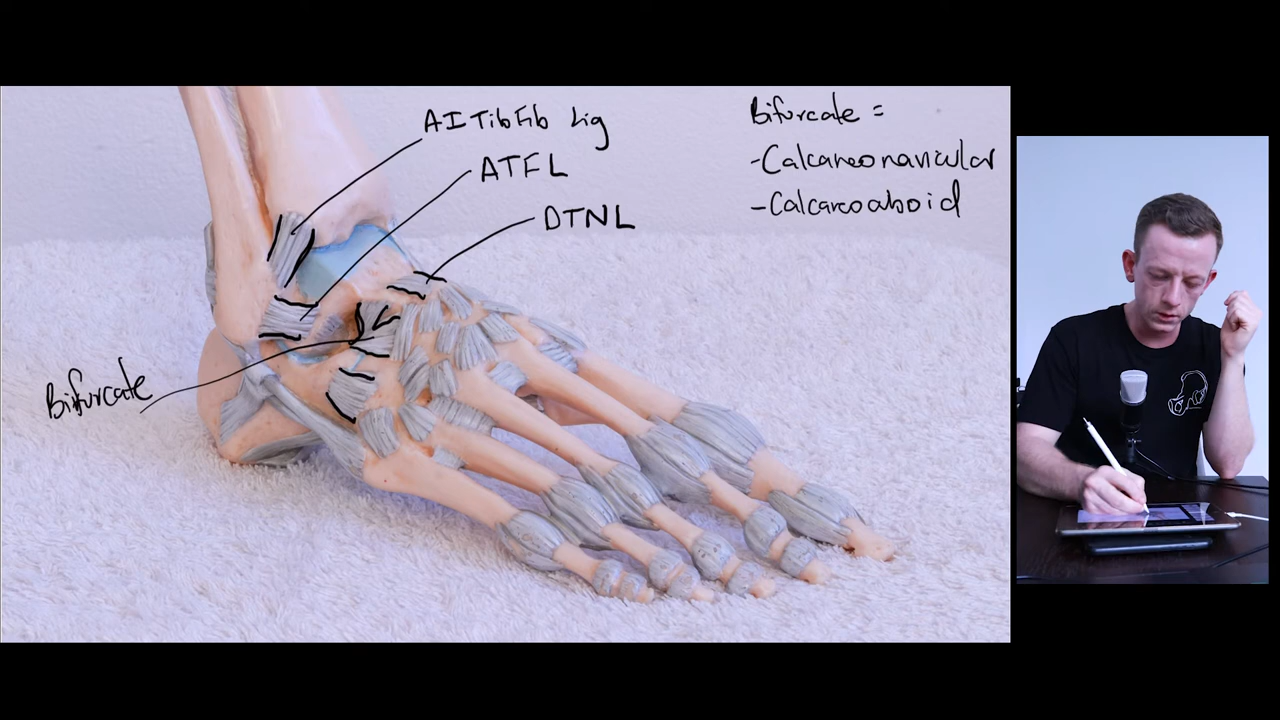 AITibFib Lig
ATFL
DTNL
Bifurcate
Bifurcate =
-Calcaneonavicular
-Calcaneocuboid